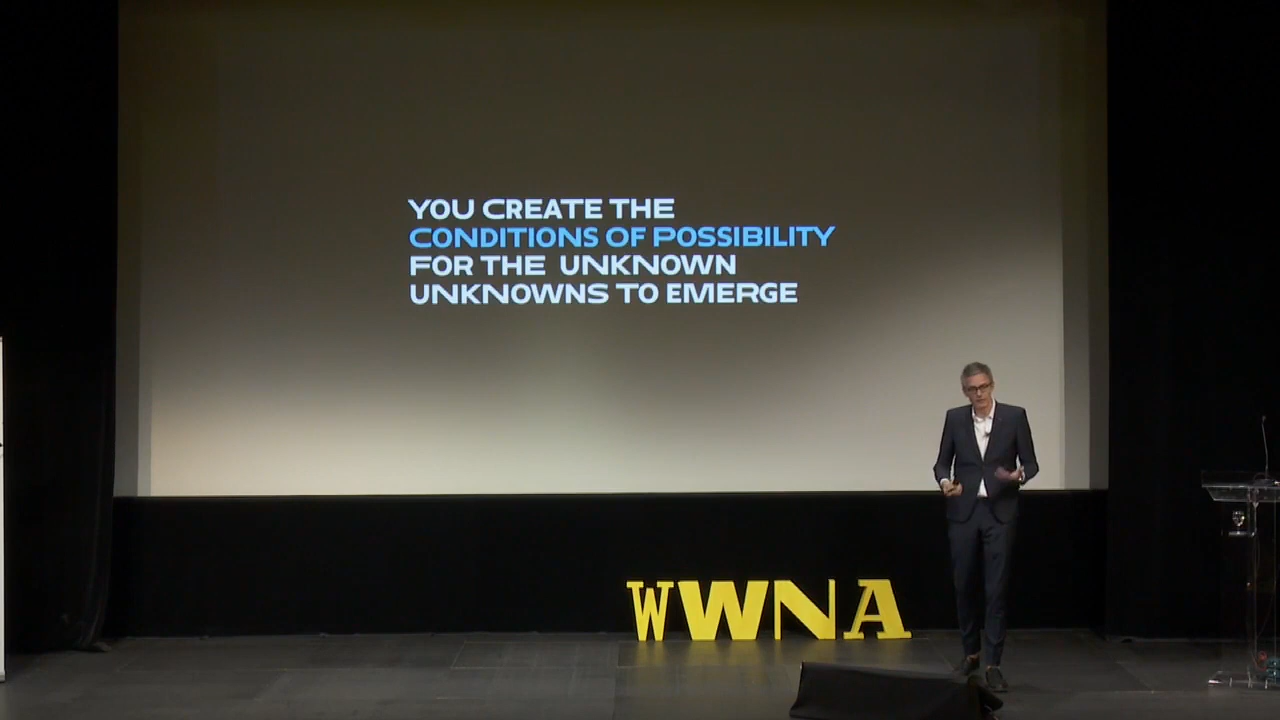 YOU CREATE THE
CONDITIONS OF POSSIBILITY
FOR THE UNKNOWN
UNKNOWNS TO EMERGE
WWNA